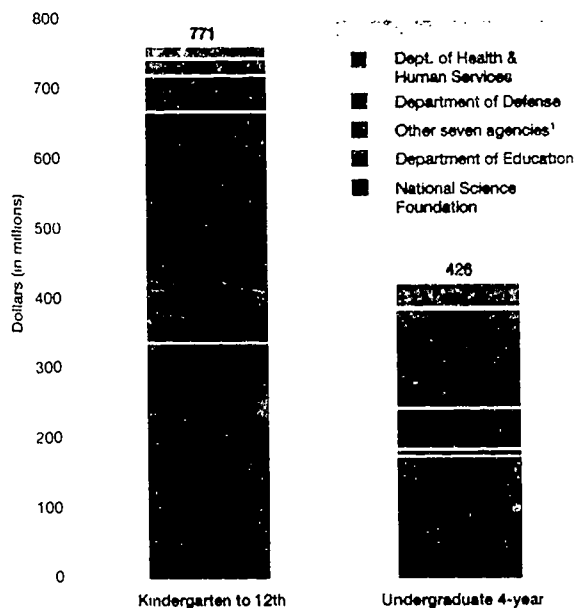 800
700
600
500
400
300
200
100
0
Dollars (in millions)
771
426
Dept. of Health &
Human Services
Department of Defense
Other seven agencies¹
Department of Education
National Science
Foundation
Kindergarten to 12th
Undergraduate 4-year